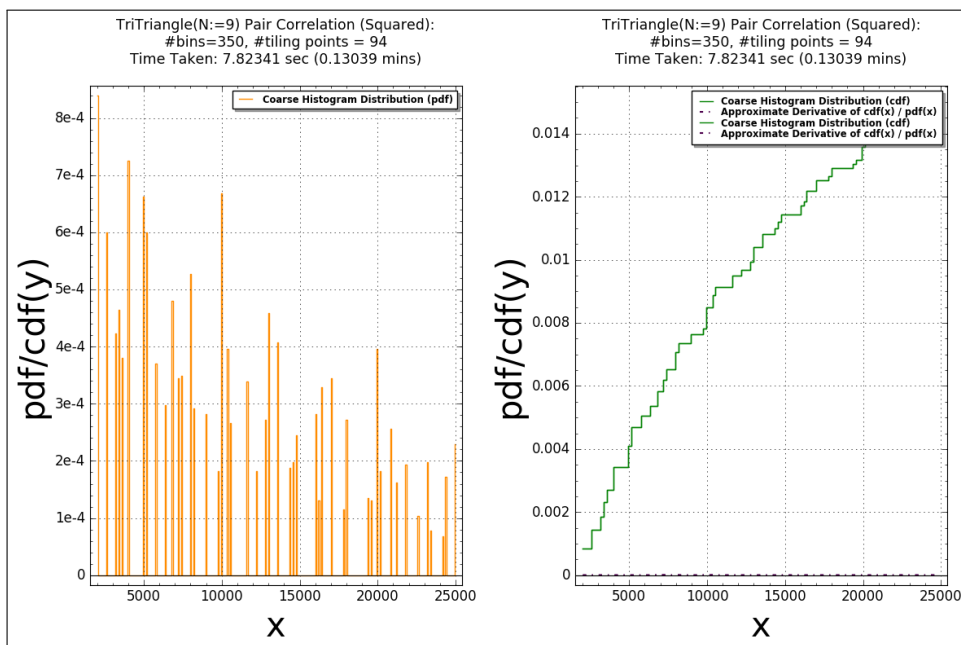 TriTriangle(N:=9) Pair Correlation (Squared):
#bins=350, #tiling points = 94
Time Taken: 7.82341 sec (0.13039 mins)
Coarse Histogram Distribution (pdf)
8e-4
7e-4
6e-4
5e-4
4e-4
3e-4
2e-4
1e-4
0
pdf/cdf(y)
5000
10000
15000
20000
25000
x
TriTriangle(N:=9) Pair Correlation (Squared):
#bins=350, #tiling points = 94
Time Taken: 7.82341 sec (0.13039 mins)
Coarse Histogram Distribution (cdf)
Approximate Derivative of cdf(x) / pdf(x)
Coarse Histogram Distribution (cdf)
Approximate Derivative of cdf(x) / pdf(x)
0.014
0.012
0.01
0.008
0.006
0.004
0.002
0
pdf/cdf(y)
5000
10000
15000
20000
25000
x